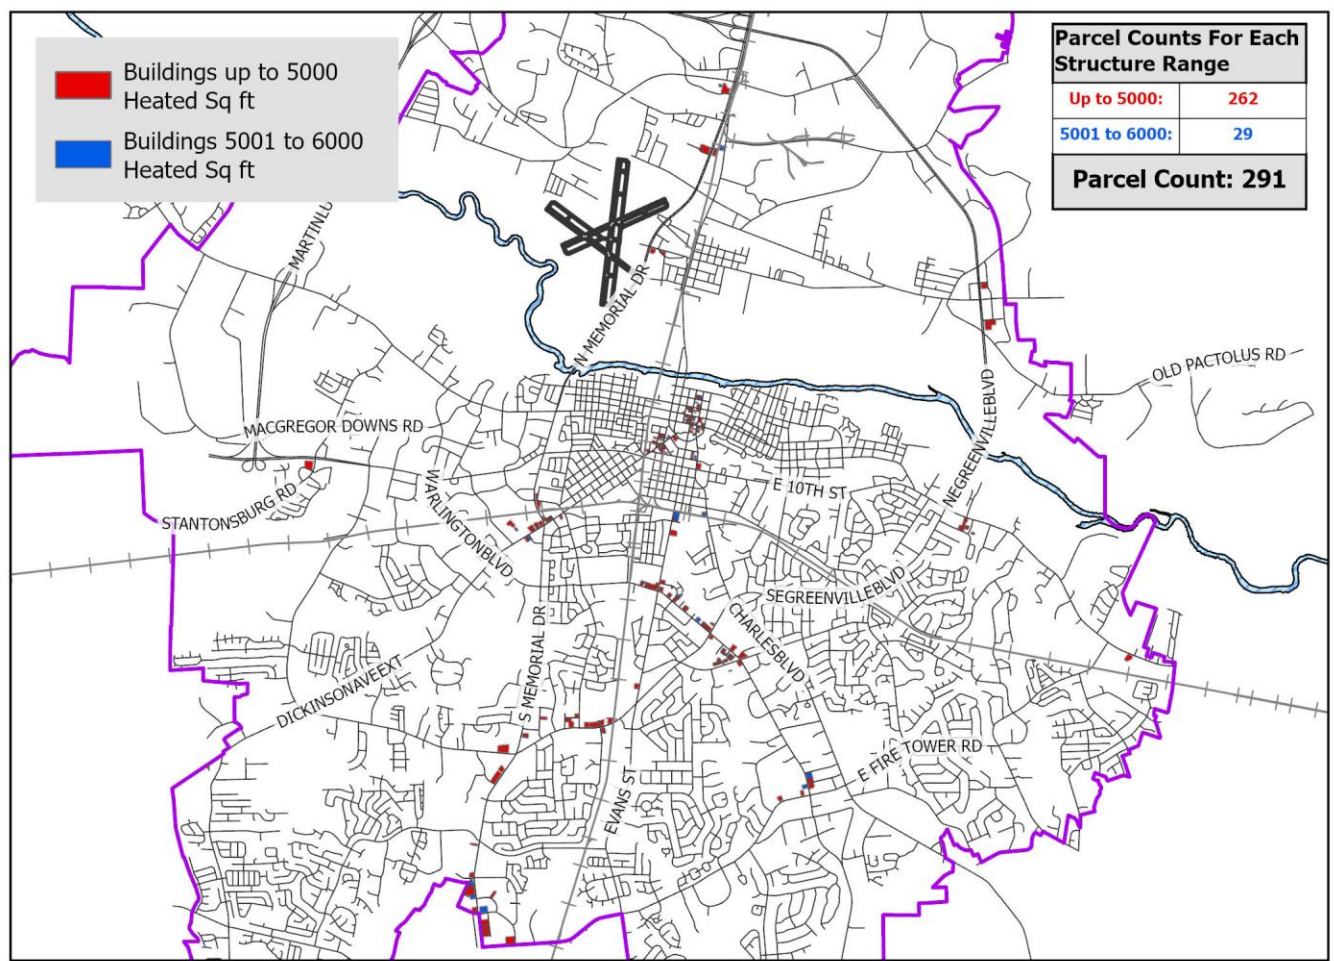 Buildings up to 5000
Heated Sq ft
Buildings 5001 to 6000
Heated Sq ft
Parcel Counts For Each
Structure Range
Up to 5000: 262
5001 to 6000: 29
Parcel Count: 291
MARTINLU
N MEMORIAL DR
OLD PACTOLUS RD
NEGREENVILLEBLVD
MACGREGOR DOWNS RD
STANTONSBURG RD
WARLINGTONBLVD
E 10TH ST
SEGREENVILLEBLVD
CHARLESBLVD
S MEMORIAL DR
DICKINSONAVEEXT
E FIRE TOWER RD
EVANS ST